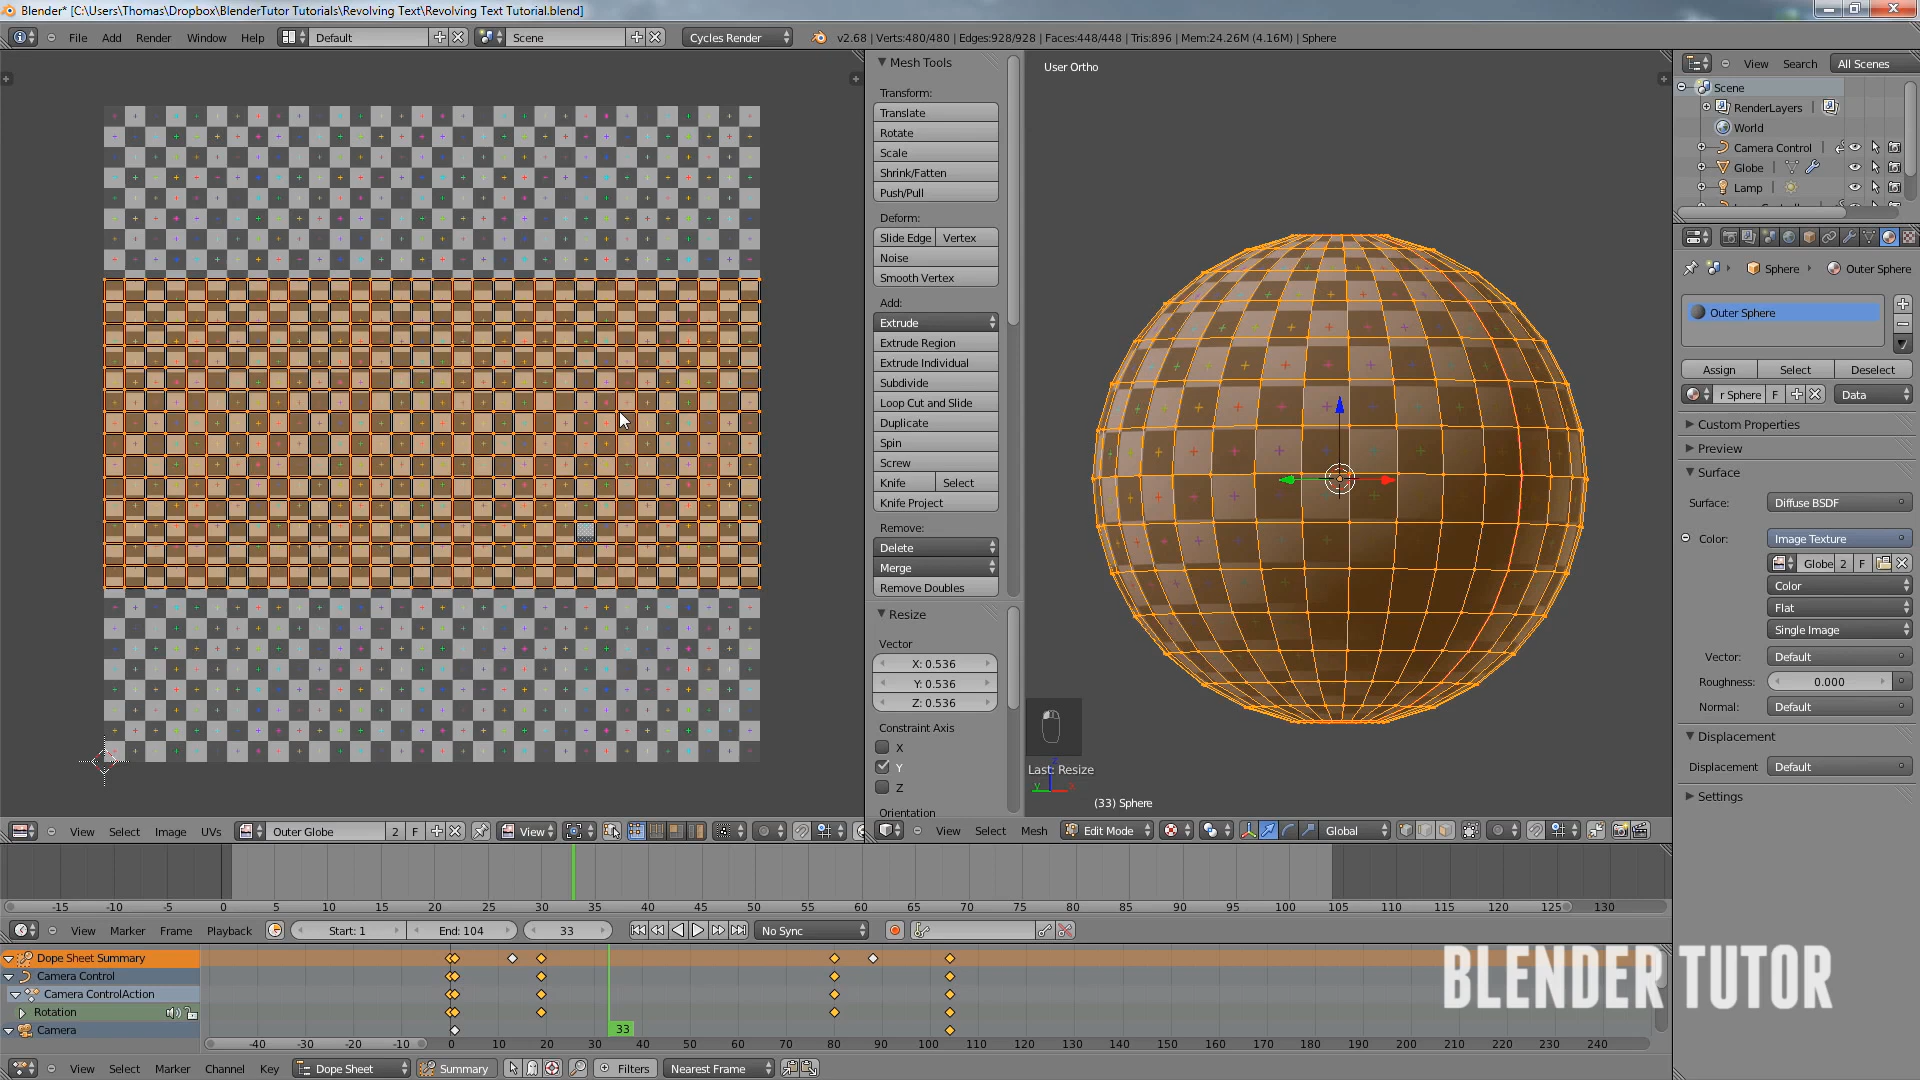 Blender* [C:\Users\Thomas\Dropbox\BlenderTutor Tutorials\Revolving Text\Revolving Text Tutorial.blend]
File Add Render Window Help Default Scene Cycles Render v2.68 | Verts:480/480 | Edges:928/928 | Faces:448/448 | Tris:896 | Mem:24.26M (4.16M) | Sphere
Mesh Tools
Transform:
Translate
Rotate
Scale
Shrink/Fatten
Push/Pull
Deform:
Slide Edge Vertex
Noise
Smooth Vertex
Add:
Extrude
Extrude Region
Extrude Individual
Subdivide
Loop Cut and Slide
Duplicate
Spin
Screw
Knife Select
Knife Project
Remove:
Delete
Merge
Remove Doubles
Resize
Vector
X: 0.536
Y: 0.536
Z: 0.536
Constraint Axis
X
Y
Z
Orientation
User Ortho
Last: Resize
(33) Sphere
View Search All Scenes
Scene
RenderLayers
World
Camera Control
Globe
Lamp
Sphere Outer Sphere
Outer Sphere
Assign Select Deselect
r Sphere F Data
Custom Properties
Preview
Surface
Surface: Diffuse BSDF
Color: Image Texture
Globe 2 F
Color
Flat
Single Image
Vector: Default
Roughness: 0.000
Normal: Default
Displacement
Displacement Default
Settings
View Select Image UVs Outer Globe 2 F View
View Select Mesh Edit Mode Global
-15 -10 -5 0 5 10 15 20 25 30 35 40 45 50 55 60 65 70 75 80 85 90 95 100 105 110 115 120 125 130
View Marker Frame Playback Start: 1 End: 104 33 No Sync
Dope Sheet Summary
Camera Control
Camera ControlAction
Rotation
Camera
33
-40 -30 -20 -10 0 10 20 30 40 50 60 70 80 90 100 110 120 130 140 150 160 170 180 190 200 210 220 230 240
View Select Marker Channel Key Dope Sheet Summary Filters Nearest Frame
BLENDER TUTOR